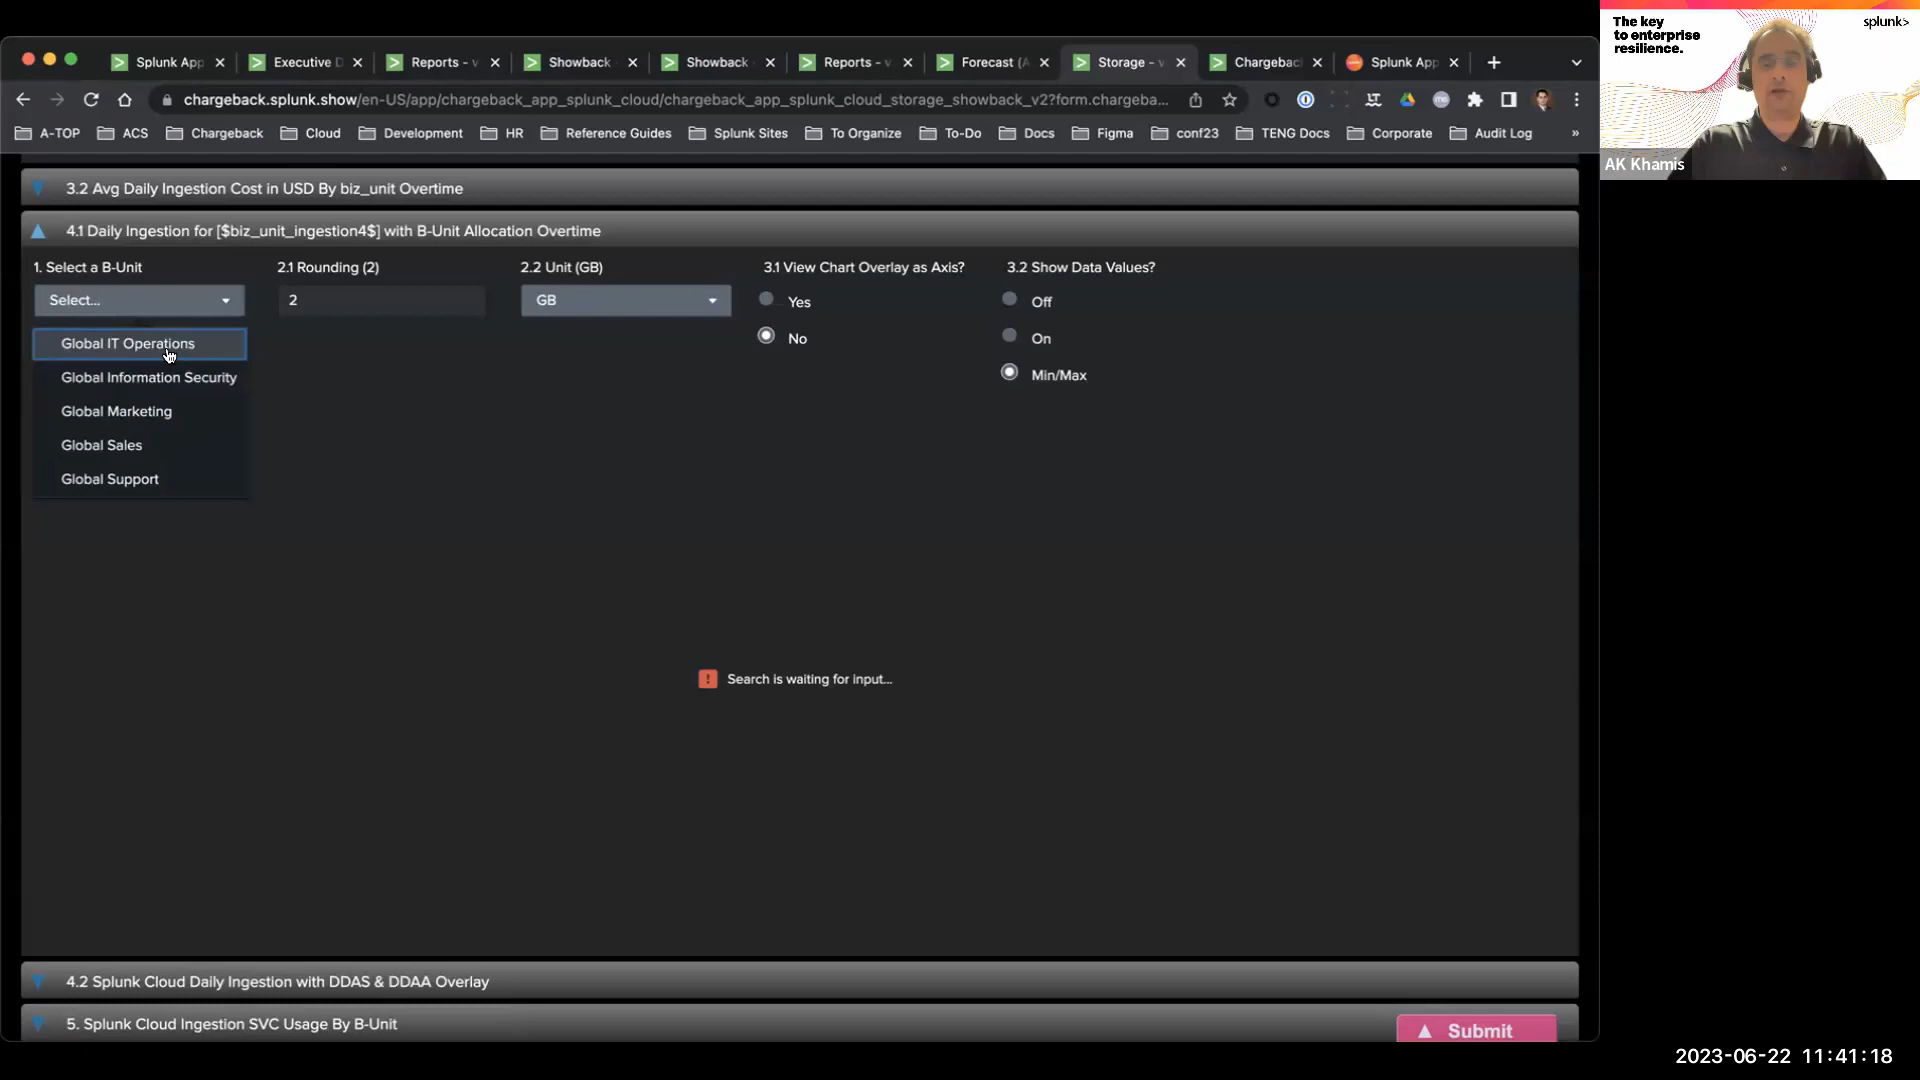 The key
to enterprise
resilience.
splunk>
AK Khamis
Splunk App
Executive D
Reports - v
Showback
Showback
Reports - v
Forecast (A
Storage - v
Chargebac
Splunk App
chargeback.splunk.show/en-US/app/chargeback_app_splunk_cloud/chargeback_app_splunk_cloud_storage_showback_v2?form.chargeba...
A-TOP
ACS
Chargeback
Cloud
Development
HR
Reference Guides
Splunk Sites
To Organize
To-Do
Docs
Figma
conf23
TENG Docs
Corporate
Audit Log
»
3.2 Avg Daily Ingestion Cost in USD By biz_unit Overtime
4.1 Daily Ingestion for [$biz_unit_ingestion4$] with B-Unit Allocation Overtime
1. Select a B-Unit
2.1 Rounding (2)
2.2 Unit (GB)
3.1 View Chart Overlay as Axis?
3.2 Show Data Values?
Select...
2
GB
Yes
No
Off
On
Min/Max
Global IT Operations
Global Information Security
Global Marketing
Global Sales
Global Support
! Search is waiting for input...
4.2 Splunk Cloud Daily Ingestion with DDAS & DDAA Overlay
5. Splunk Cloud Ingestion SVC Usage By B-Unit
Submit
2023-06-22 11:41:18